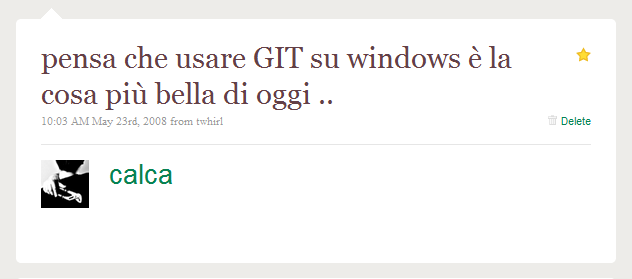 pensa che usare GIT su windows è la
cosa più bella di oggi ..
10:03 AM May 23rd, 2008 from twhirl
Delete
calca